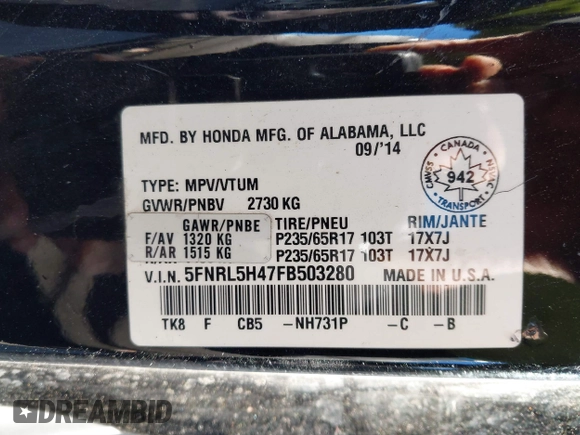 MFD. BY HONDA MFG. OF ALABAMA, LLC
09/'14
CANADA
CMVSS
942
NSVAC
TRANSPORT
TYPE: MPV/VTUM
GVWR/PNBV 2730 KG
GAWR/PNBE TIRE/PNEU RIM/JANTE
F/AV 1320 KG P235/65R17 103T 17X7J
R/AR 1515 KG P235/65R17 103T 17X7J
V.I.N. 5FNRL5H47FB503280 MADE IN U.S.A.
TK8 F CB5 -NH731P -C -B
DREAMBID